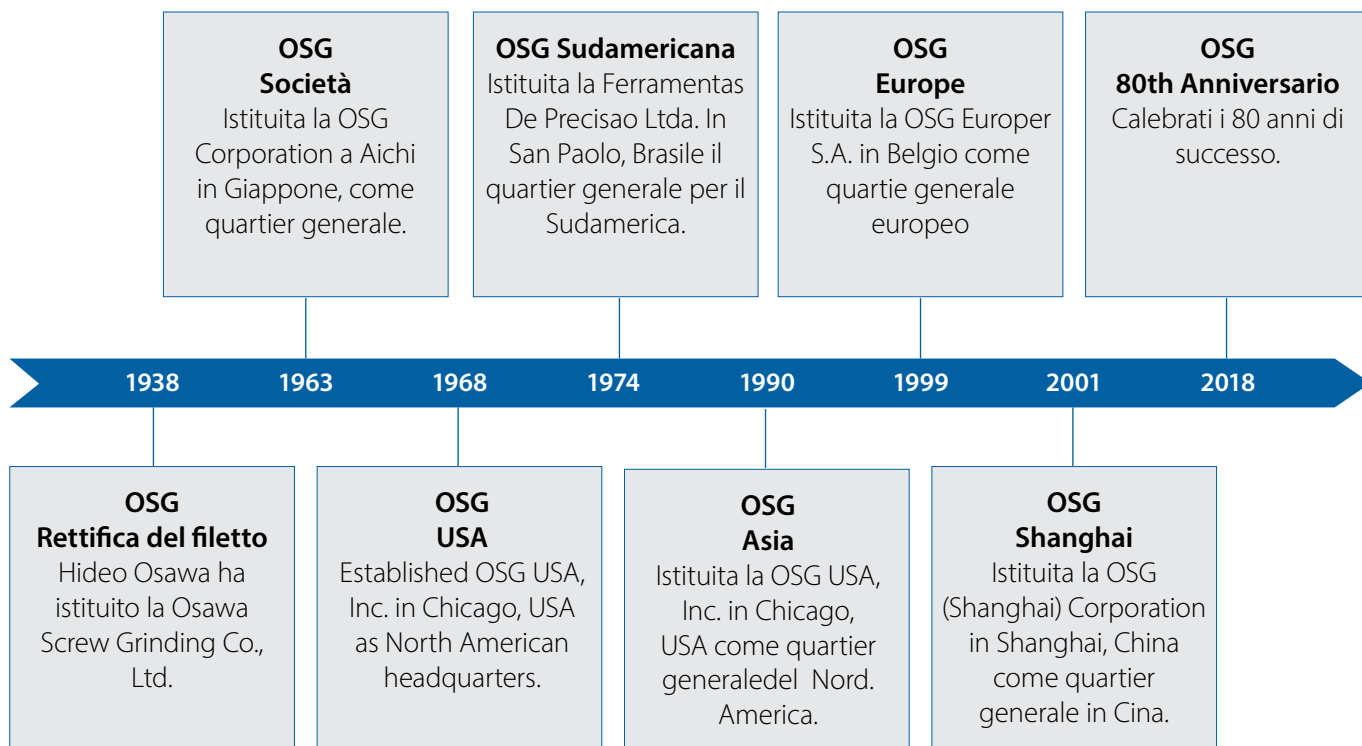 OSG
Società
Istituita la OSG
Corporation a Aichi
in Giappone, come
quartier generale.
OSG Sudamericana
Istituita la Ferramentas
De Precisao Ltda. In
San Paolo, Brasile il
quartier generale per il
Sudamerica.
OSG
Europe
Istituita la OSG Europer
S.A. in Belgio come
quartie generale
europeo
OSG
80th Anniversario
Calebrati i 80 anni di
successo.
1938 1963 1968 1974 1990 1999 2001 2018
OSG
Rettifica del filetto
Hideo Osawa ha
istituito la Osawa
Screw Grinding Co.,
Ltd.
OSG
USA
Established OSG USA,
Inc. in Chicago, USA
as North American
headquarters.
OSG
Asia
Istituita la OSG USA,
Inc. in Chicago,
USA come quartier
generaledel Nord.
America.
OSG
Shanghai
Istituita la OSG
(Shanghai) Corporation
in Shanghai, China
come quartier
generale in Cina.